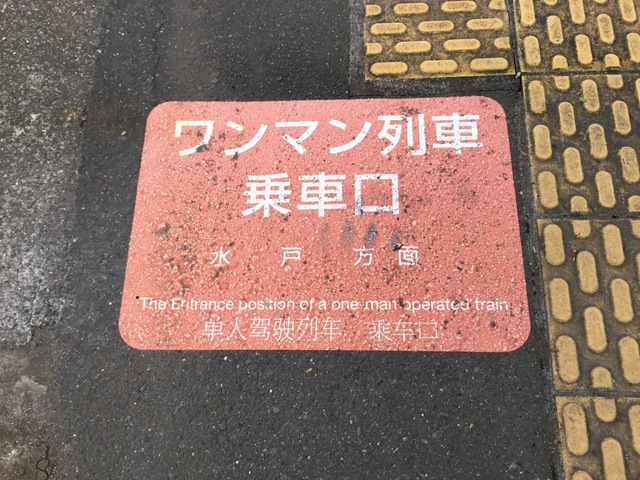 ワンマン列車
乗車口
水戸方面
The Entrance position of a one-man operated train
单人驾驶列车 乘车口